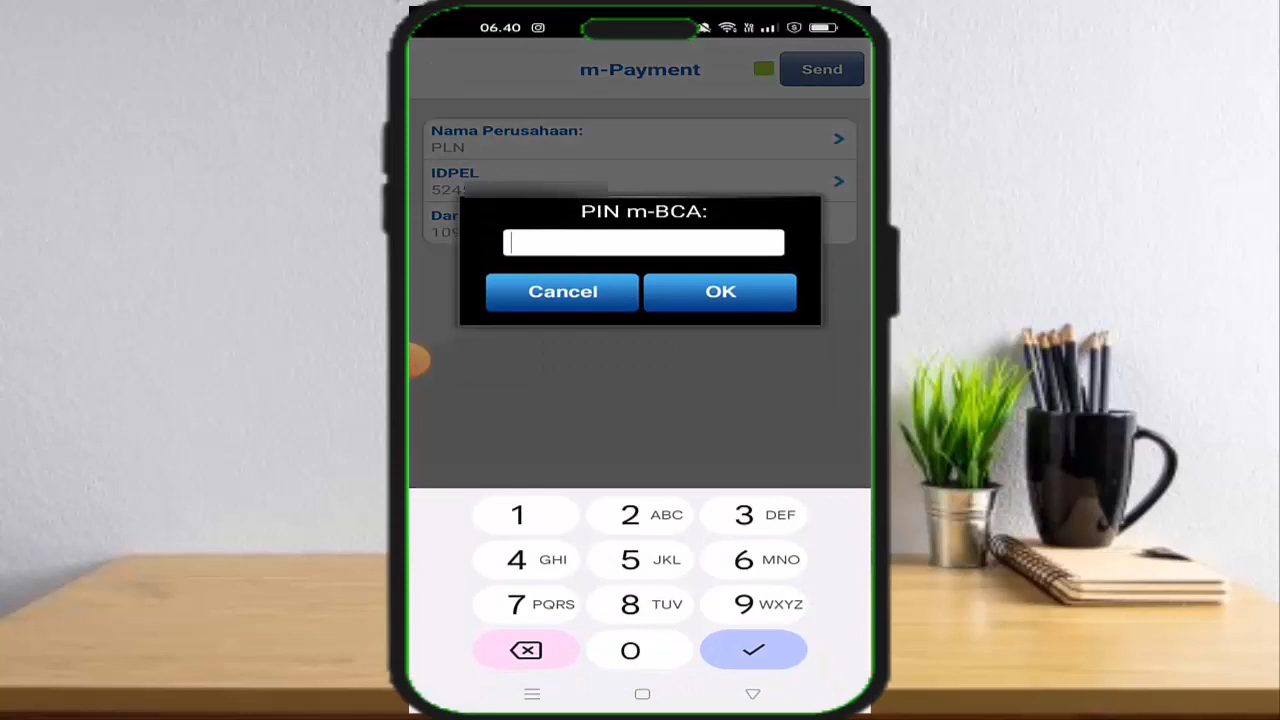 06.40
m-Payment
Send
Nama Perusahaan:
PLN
IDPEL
524
Dar
109
PIN m-BCA:
Cancel
OK
1
2 ABC
3 DEF
4 GHI
5 JKL
6 MNO
7 PQRS
8 TUV
9 WXYZ
0